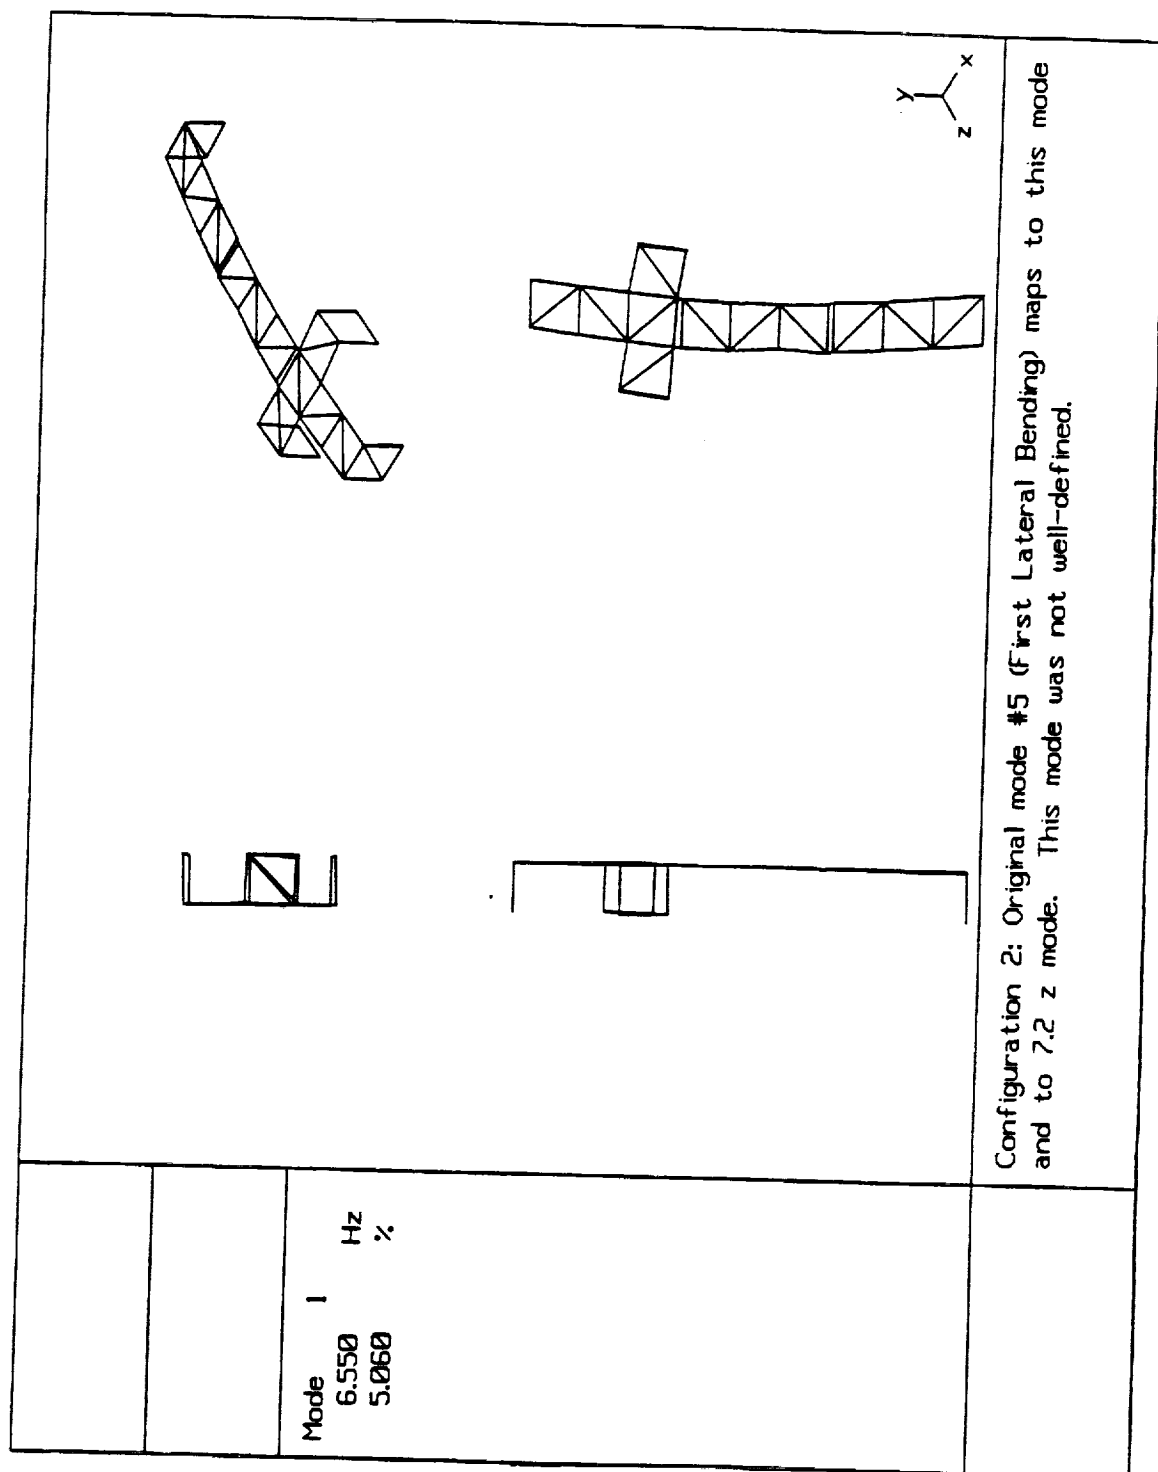 Mode 1
6.550 Hz
5.060 %
y
z x
Configuration 2: Original mode #5 (First Lateral Bending) maps to this mode
and to 7.2 z mode. This mode was not well-defined.